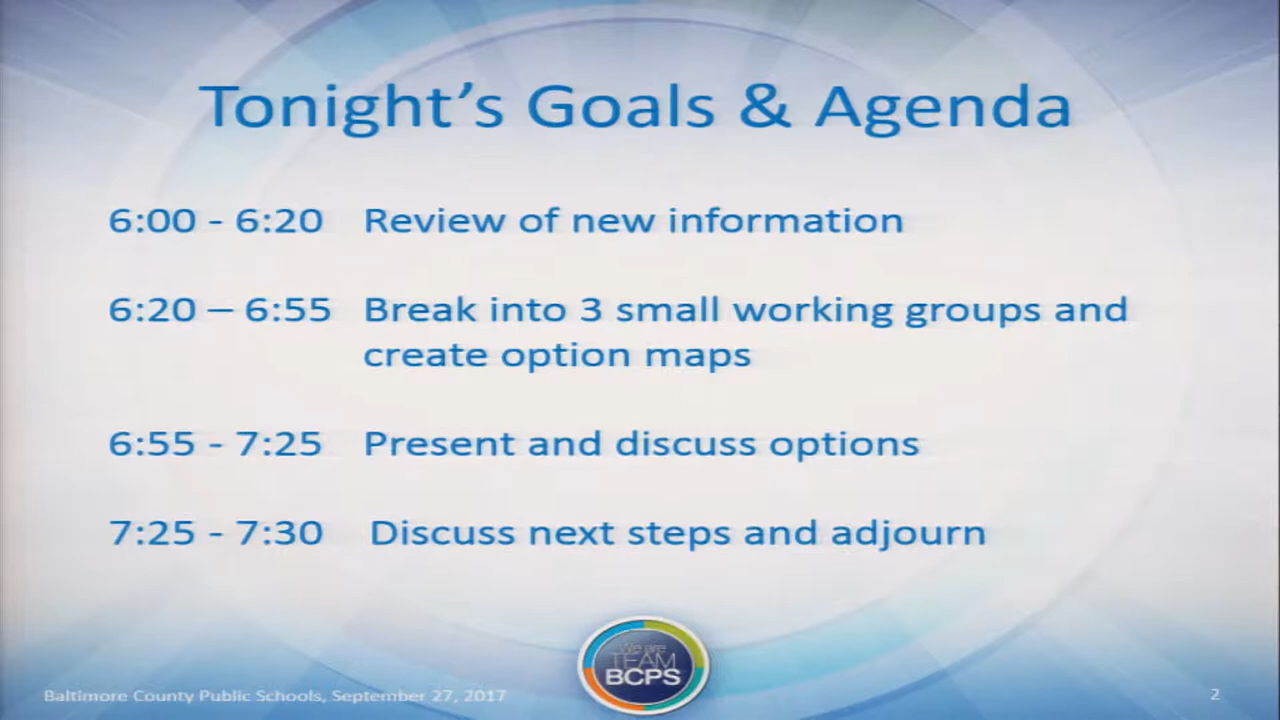 Tonight's Goals & Agenda
6:00 - 6:20 Review of new information
6:20 – 6:55 Break into 3 small working groups and
create option maps
6:55 - 7:25 Present and discuss options
7:25 - 7:30 Discuss next steps and adjourn
We are
TEAM
BCPS
Baltimore County Public Schools, September 27, 2017
2